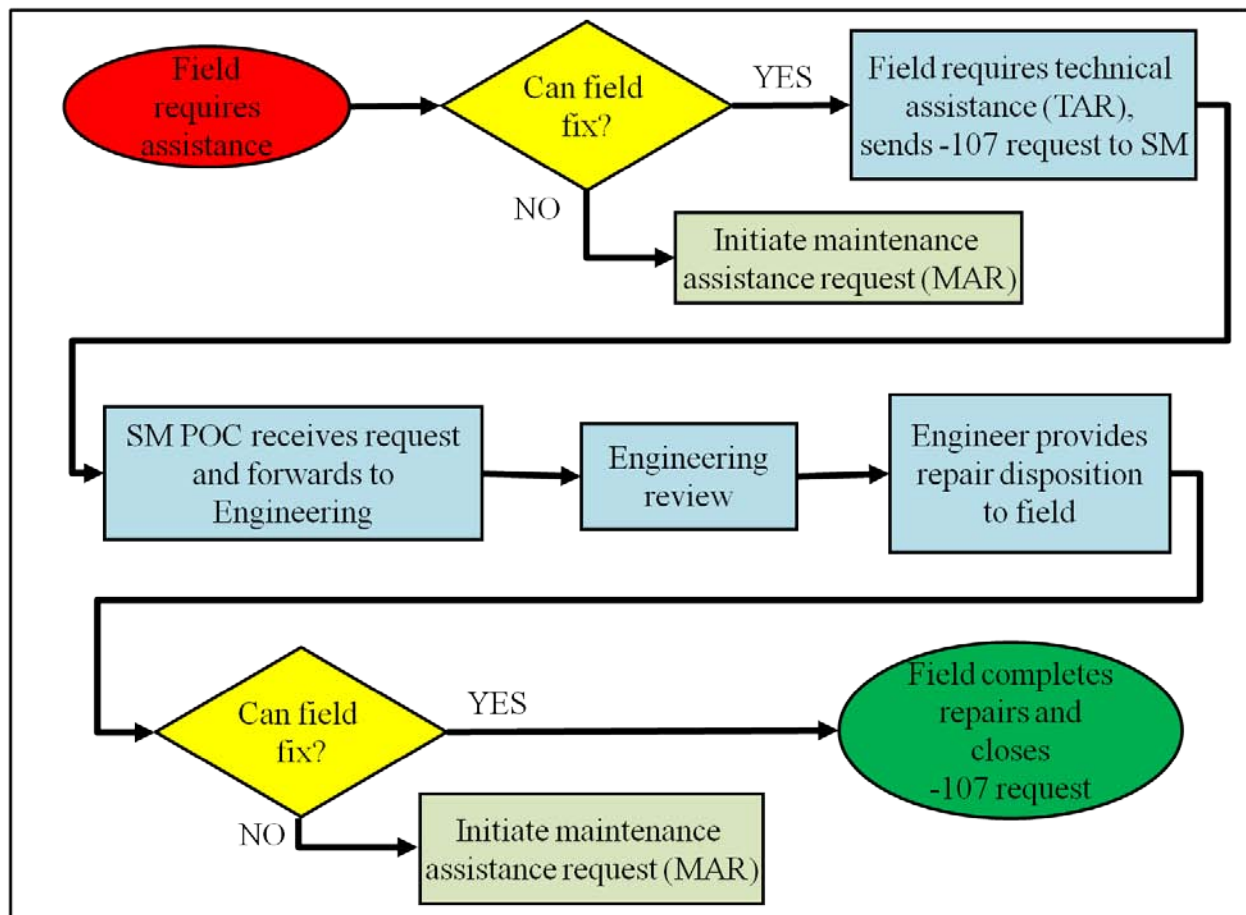 Field
requires
assistance
Can field
fix?
YES
Field requires technical
assistance (TAR),
sends -107 request to SM
NO
Initiate maintenance
assistance request (MAR)
SM POC receives request
and forwards to
Engineering
Engineering
review
Engineer provides
repair disposition
to field
Can field
fix?
YES
Field completes
repairs and
closes
-107 request
NO
Initiate maintenance
assistance request (MAR)